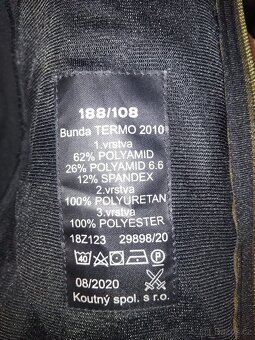 188/108
Bunda TERMO 2010
1.vrstva
62% POLYAMID
26% POLYAMID 6.6
12% SPANDEX
2.vrstva
100% POLYURETAN
3.vrstva
100% POLYESTER
18Z123 29898/20
40 P
08/2020
Koutný spol. s r.o.